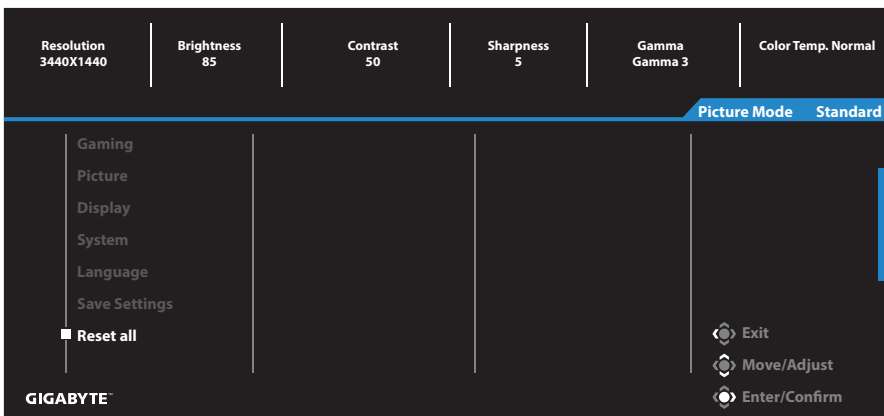 Resolution
3440X1440
Brightness
85
Contrast
50
Sharpness
5
Gamma
Gamma 3
Color Temp. Normal
Picture Mode Standard
Gaming
Picture
Display
System
Language
Save Settings
Reset all
Exit
Move/Adjust
Enter/Confirm
GIGABYTE™